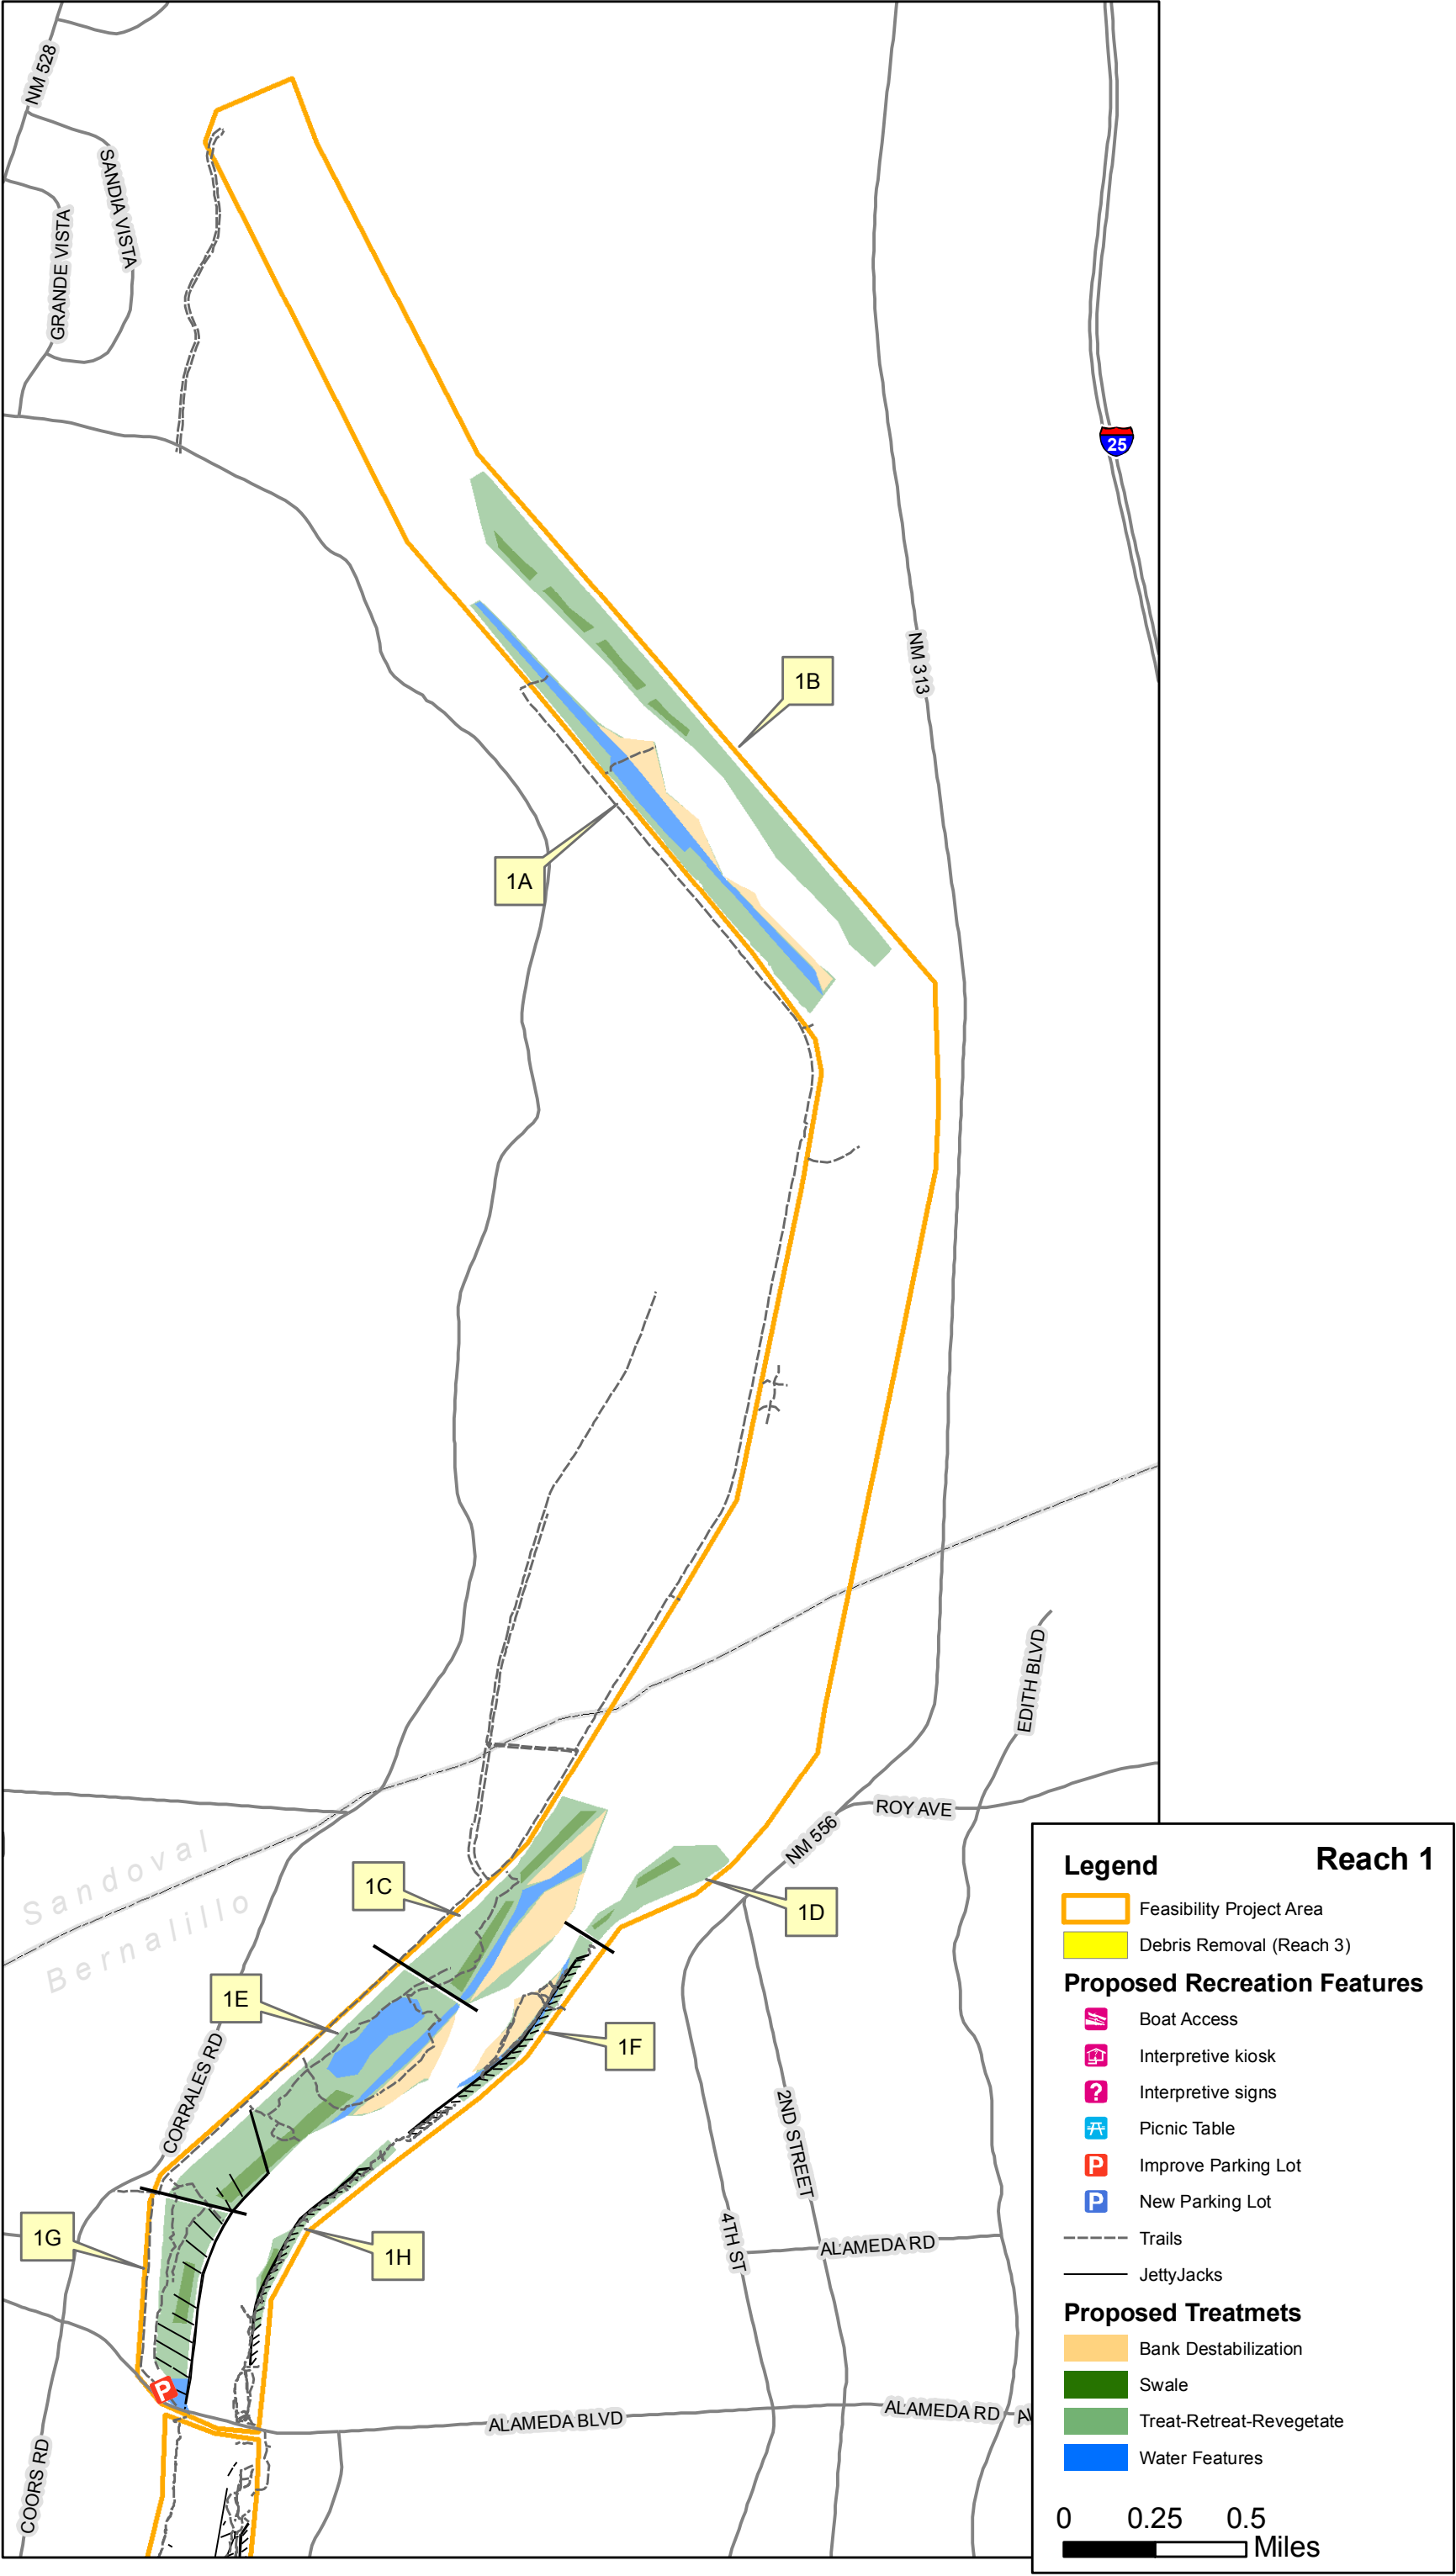 NM 528
SANDIA VISTA
GRANDE VISTA
25
NM 313
1B
1A
EDITH BLVD
ROY AVE
NM 556
Sandoval
Bernalillo
1C
1D
1E
1F
CORRALES RD
2ND STREET
4TH ST
1G
1H
ALAMEDA RD
P
ALAMEDA BLVD
ALAMEDA RD
COORS RD
Reach 1
Legend
Feasibility Project Area
Debris Removal (Reach 3)
Proposed Recreation Features
Boat Access
Interpretive kiosk
? Interpretive signs
Picnic Table
P Improve Parking Lot
P New Parking Lot
Trails
JettyJacks
Proposed Treatmets
Bank Destabilization
Swale
Treat-Retreat-Revegetate
Water Features
0 0.25 0.5
Miles